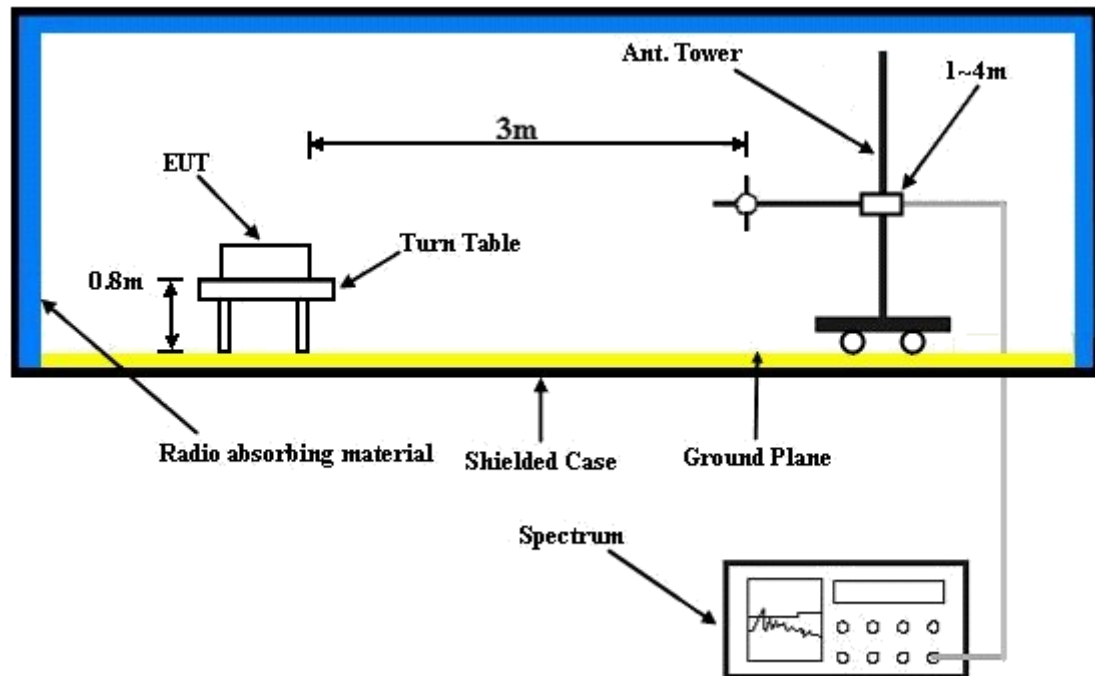 Ant. Tower
1~4m
3m
EUT
Turn Table
0.8m
Radio absorbing material
Shielded Case
Ground Plane
Spectrum